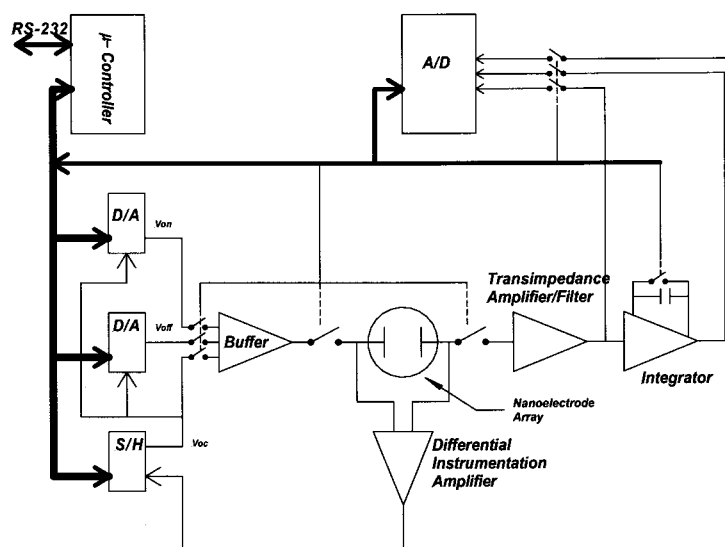 RS-232
μ- Controller
A/D
D/A
Von
D/A
Voff
Buffer
Transimpedance
Amplifier/Filter
Integrator
Nanoelectrode
Array
S/H
Voc
Differential
Instrumentation
Amplifier